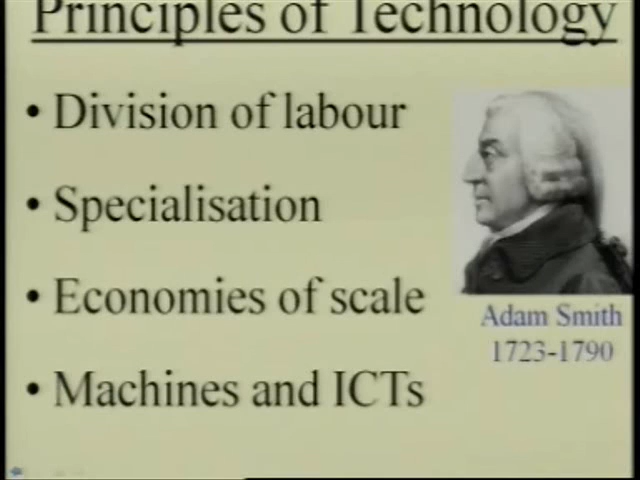 Principles of Technology
• Division of labour
• Specialisation
• Economies of scale
• Machines and ICTs
Adam Smith
1723-1790